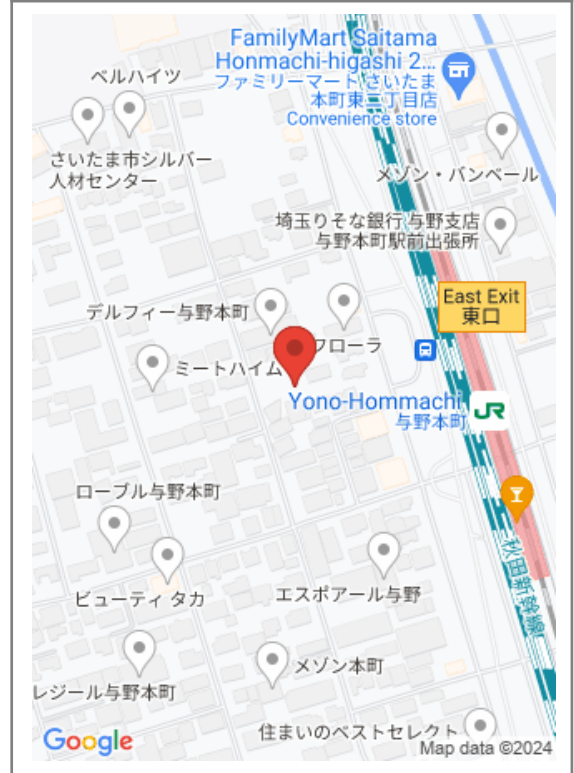 FamilyMart Saitama
Honmachi-higashi 2...
ファミリーマート さいたま
本町東二丁目店
Convenience store
ベルハイツ
さいたま市シルバー
人材センター
メゾン・バンベール
埼玉りそな銀行 与野支店
与野本町駅前出張所
East Exit
東口
デルフィー与野本町
フローラ
ミートハイム
Yono-Hommachi
与野本町
JR
ローブル与野本町
秋田新幹線
ビューティ タカ
エスポアール与野
メゾン本町
レジール与野本町
住まいのベストセレクト
Google
Map data ©2024